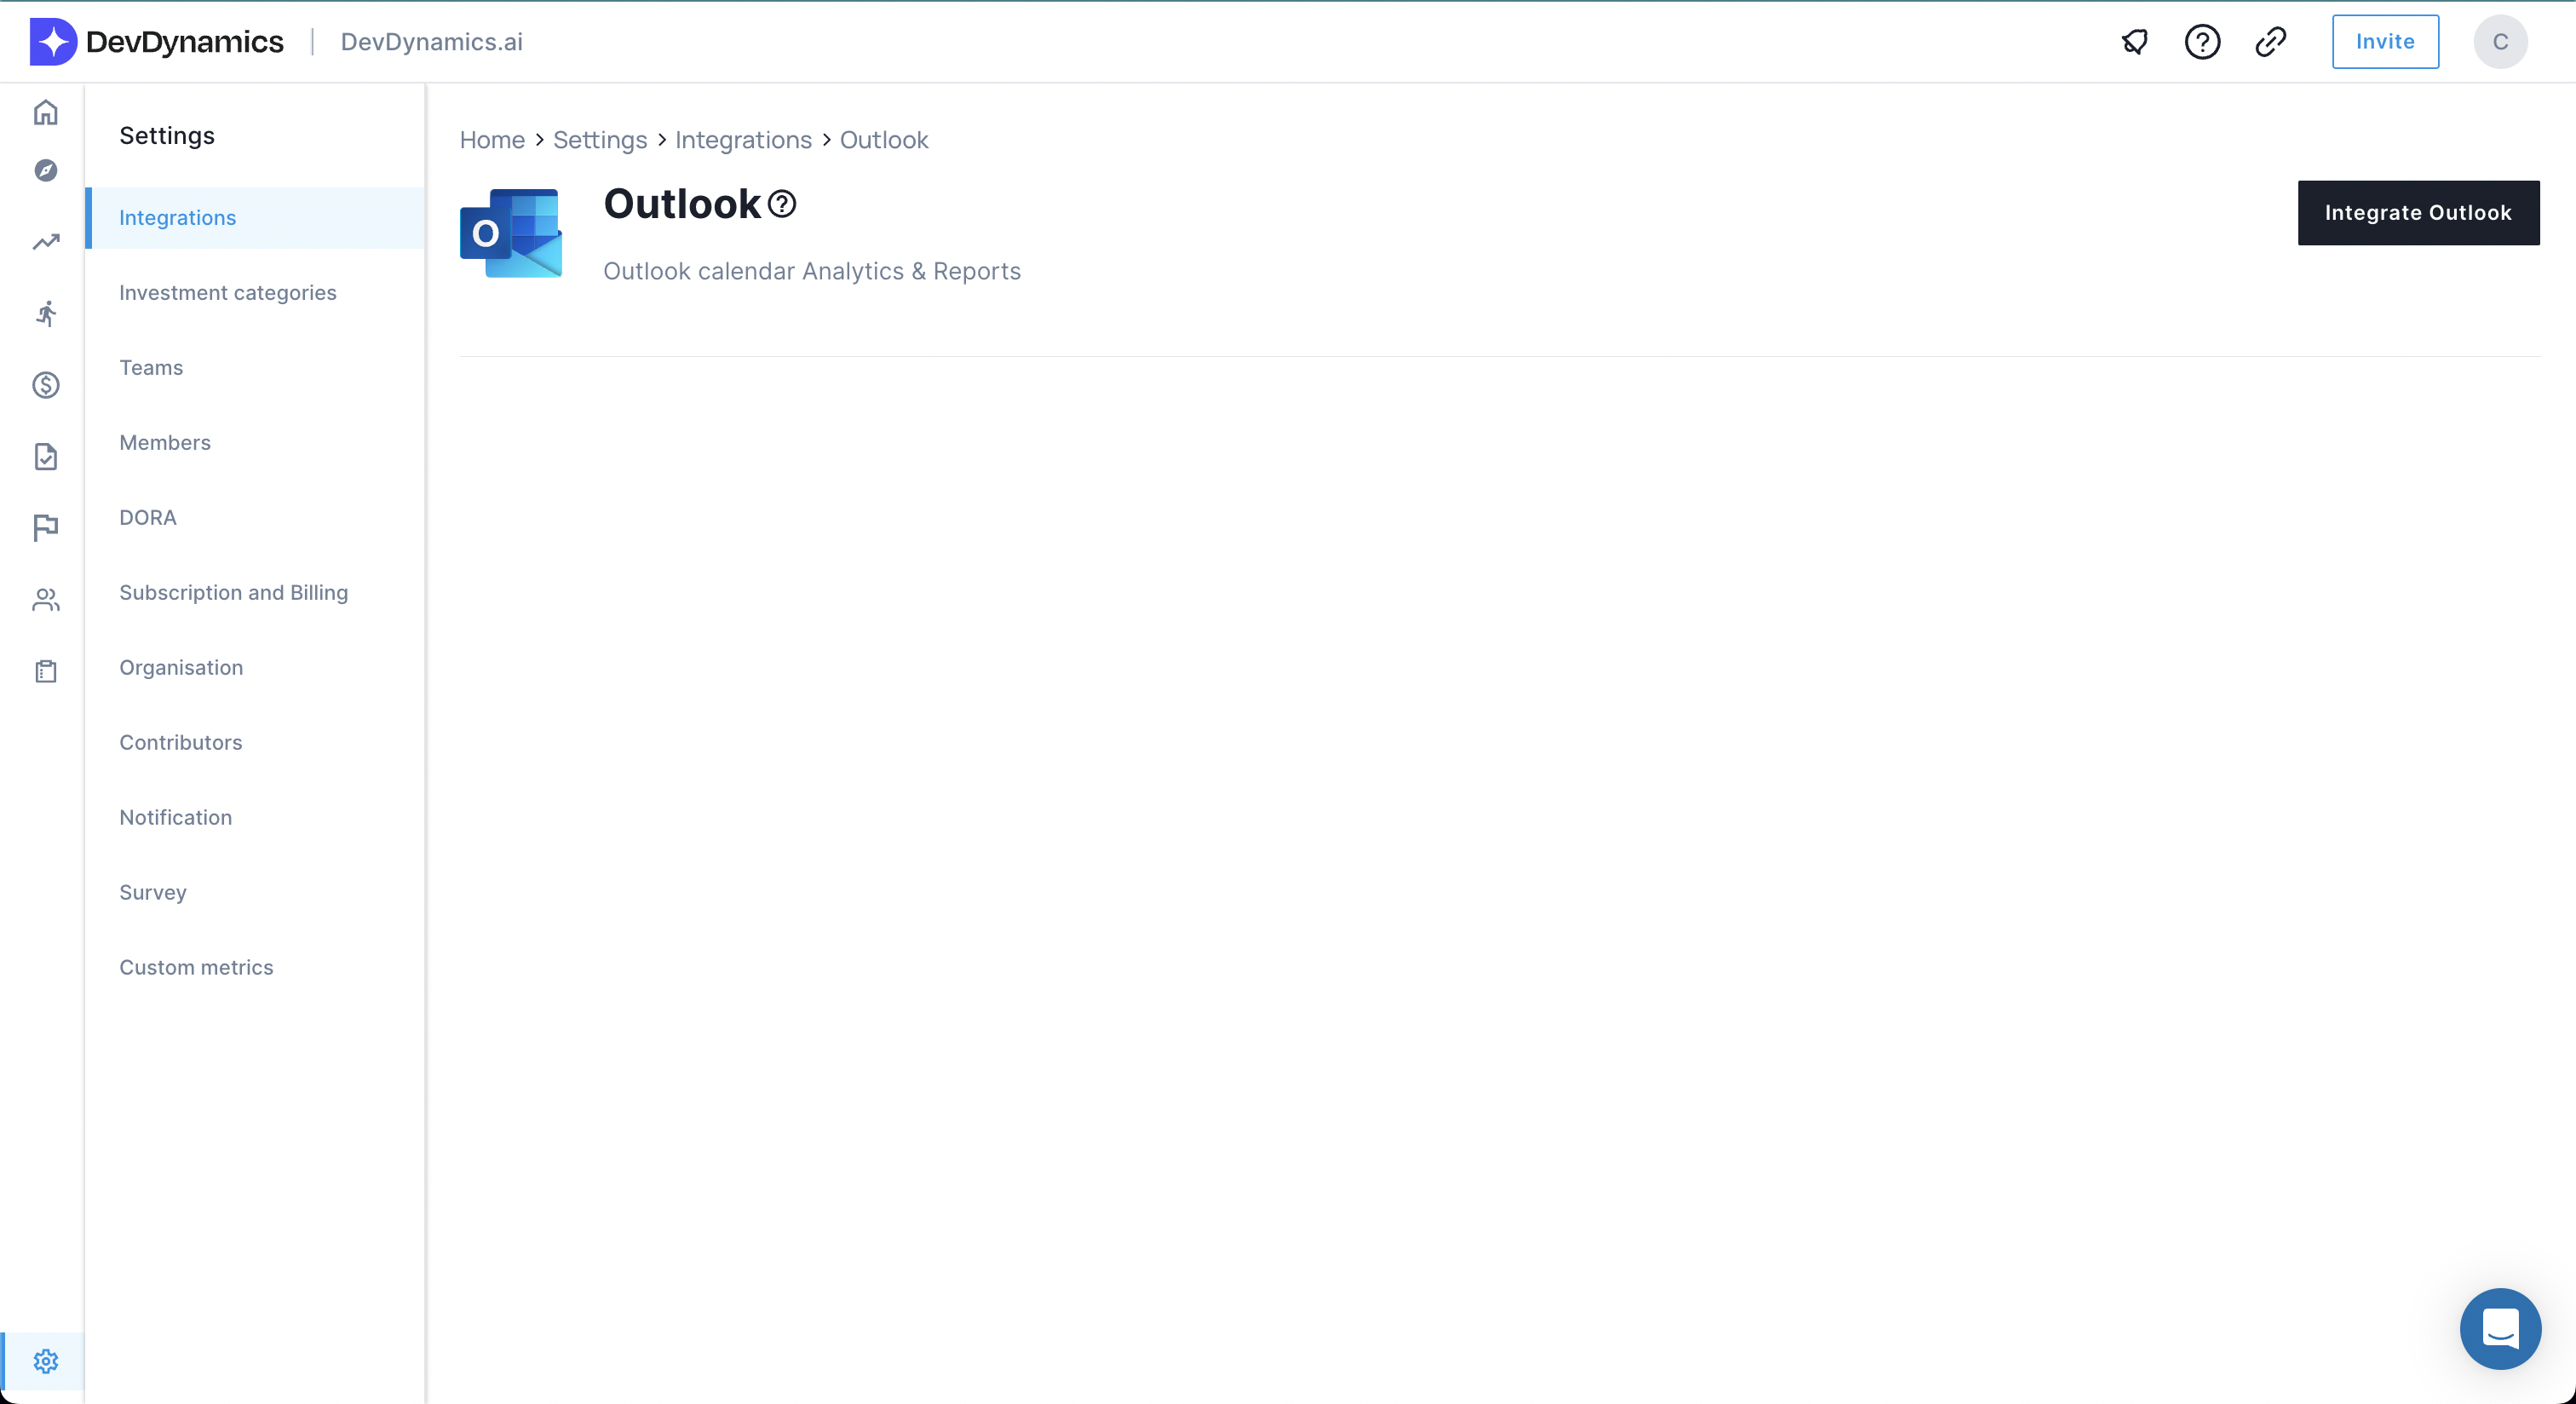 DevDynamics | DevDynamics.ai
Invite
C
Settings
Integrations
Investment categories
Teams
Members
DORA
Subscription and Billing
Organisation
Contributors
Notification
Survey
Custom metrics
Home > Settings > Integrations > Outlook
O
Outlook
Outlook calendar Analytics & Reports
Integrate Outlook